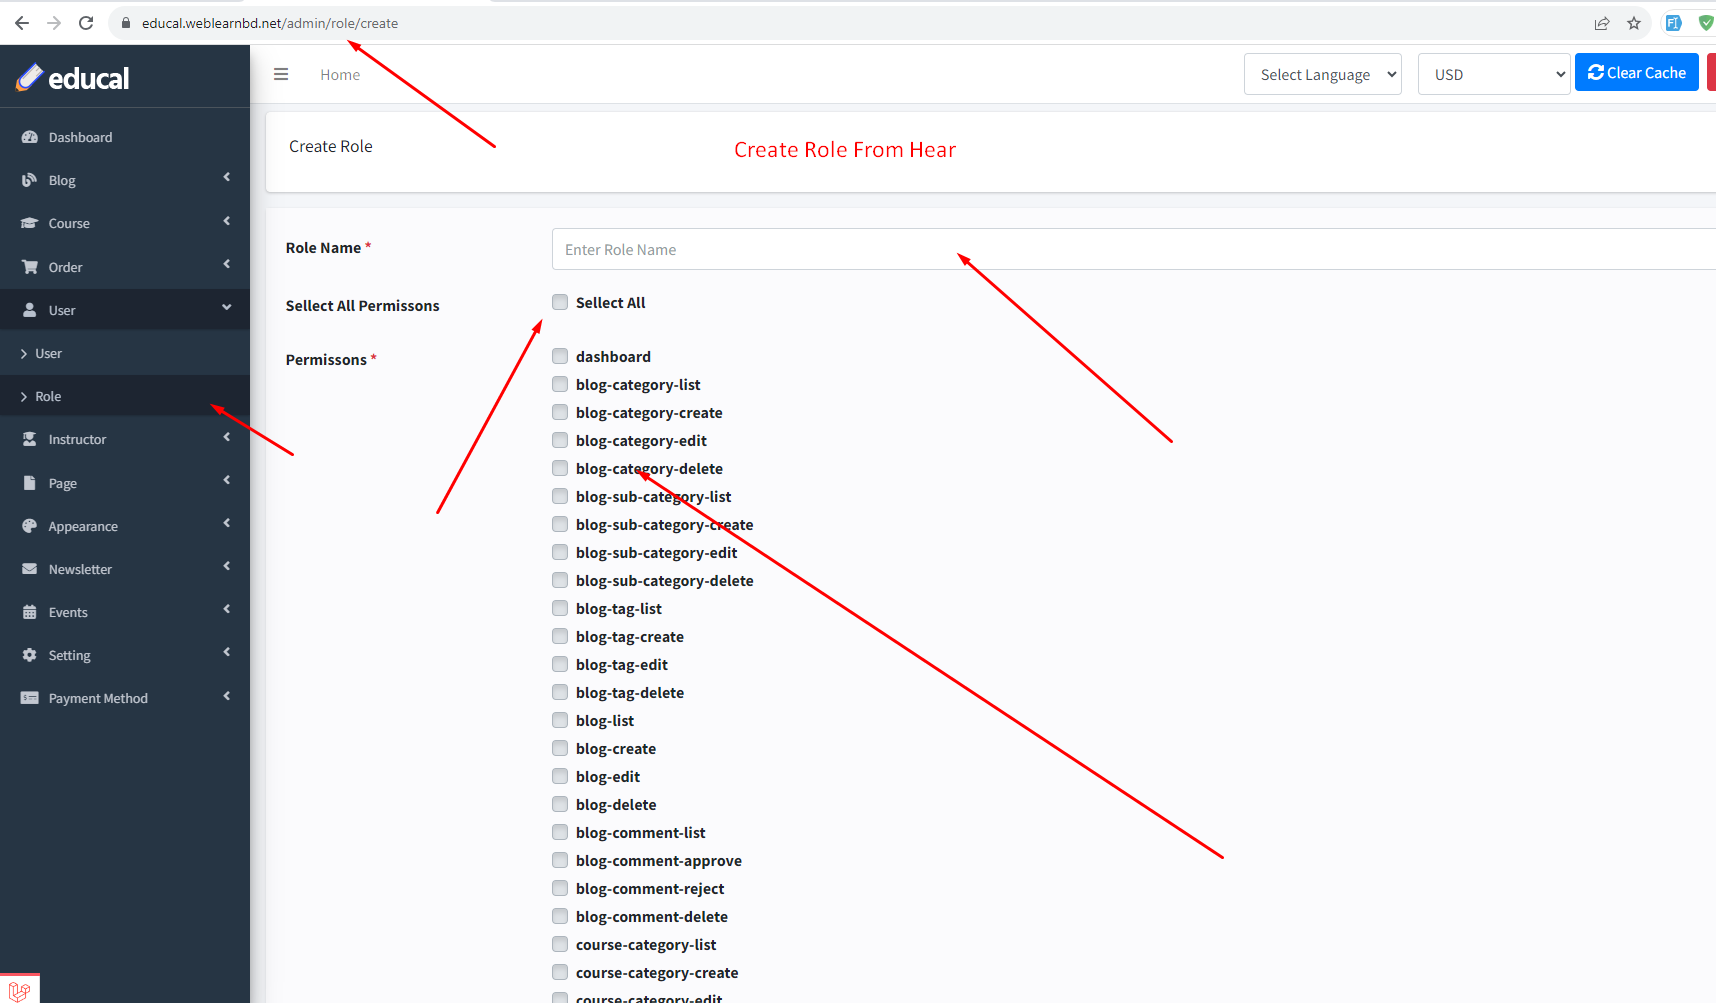 educal.weblearnbd.net/admin/role/create
educal
Home
Select Language
USD
Clear Cache
Dashboard
Blog
Course
Order
User
User
Role
Instructor
Page
Appearance
Newsletter
Events
Setting
Payment Method
Create Role
Create Role From Hear
Role Name *
Enter Role Name
Sellect All Permissons
Sellect All
Permissons *
dashboard
blog-category-list
blog-category-create
blog-category-edit
blog-category-delete
blog-sub-category-list
blog-sub-category-create
blog-sub-category-edit
blog-sub-category-delete
blog-tag-list
blog-tag-create
blog-tag-edit
blog-tag-delete
blog-list
blog-create
blog-edit
blog-delete
blog-comment-list
blog-comment-approve
blog-comment-reject
blog-comment-delete
course-category-list
course-category-create
course-category-edit